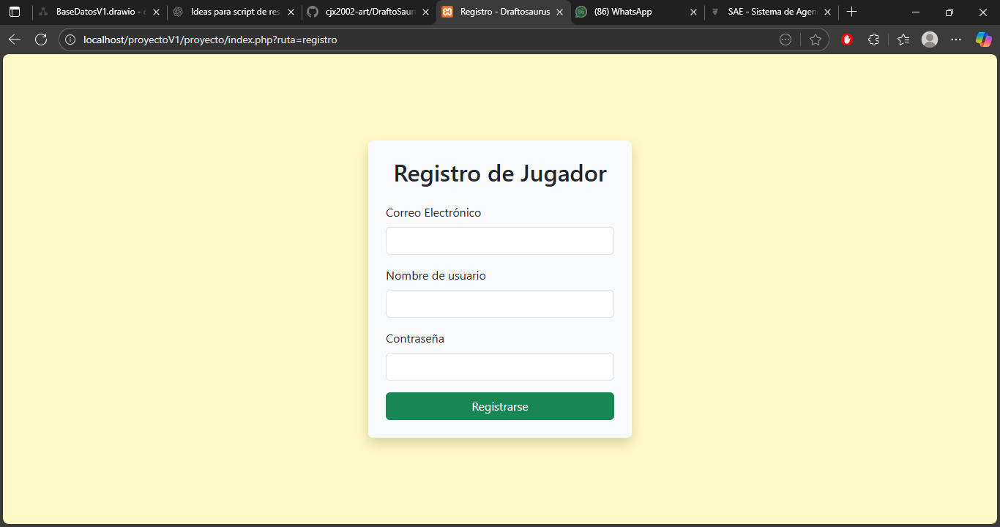 BaseDatosV1.drawio -
Ideas para script de res
cjx2002-art/DraftoSaur
Registro - Draftosaurus
86
(86) WhatsApp
SAE - Sistema de Agen
localhost/proyectoV1/proyecto/index.php?ruta=registro
Registro de Jugador
Correo Electrónico
Nombre de usuario
Contraseña
Registrarse